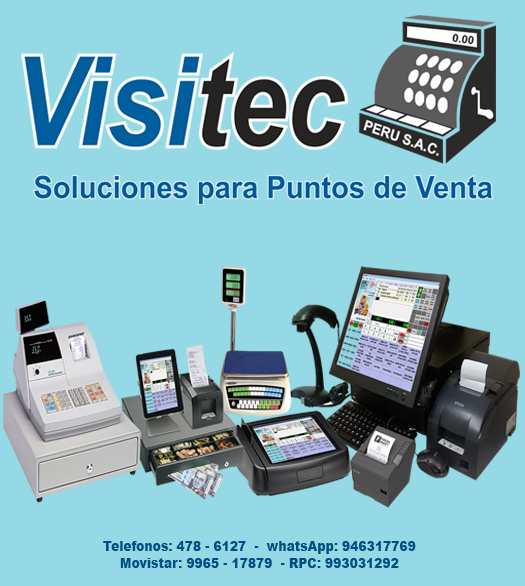 Visitec
0.00
PERU S.A.C.
Soluciones para Puntos de Venta
Telefonos: 478 - 6127 - whatsApp: 946317769
Movistar: 9965 - 17879 - RPC: 993031292